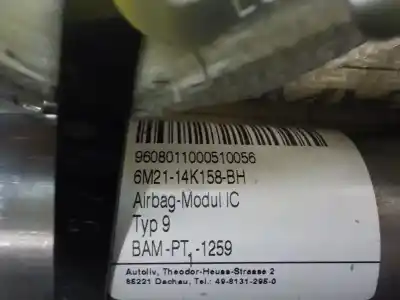 9608011000510056
6M21-14K158-BH
Airbag-Modul IC
Typ 9
BAM-PT₁-1259
Autoliv, Theodor-Heuss-Strasse 2
85221 Dachau, Tel.: 49-8131-295-0